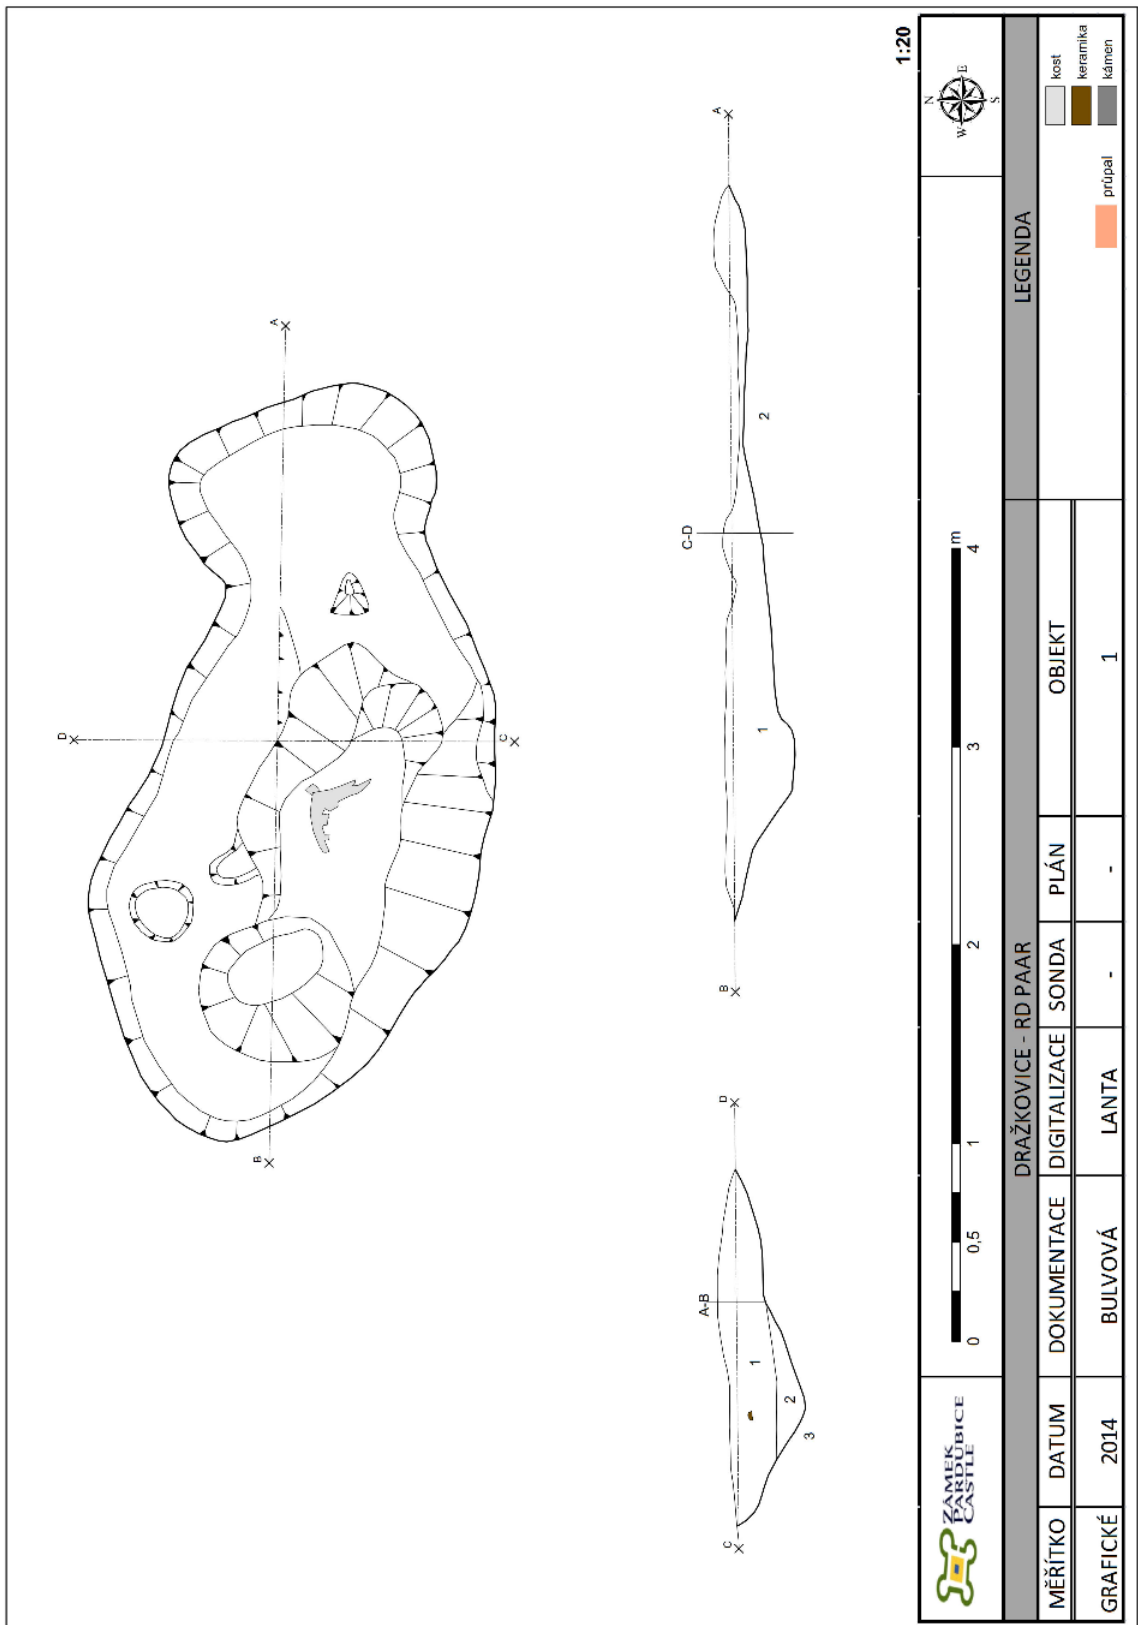 D
A
B
C
C
A-B
D
1
2
3
B
C-D
A
1
2
1:20
ZÁMEK
PARDUBICE
CASTLE
0 0,5 1 2 3 4 m
N
W E
S
DRAŽKOVICE - RD PAAR
LEGENDA
MĚŘÍTKO DATUM DOKUMENTACE DIGITALIZACE SONDA PLÁN OBJEKT
GRAFICKÉ 2014 BULVOVÁ LANTA - - 1
kost
keramika
průpal kámen